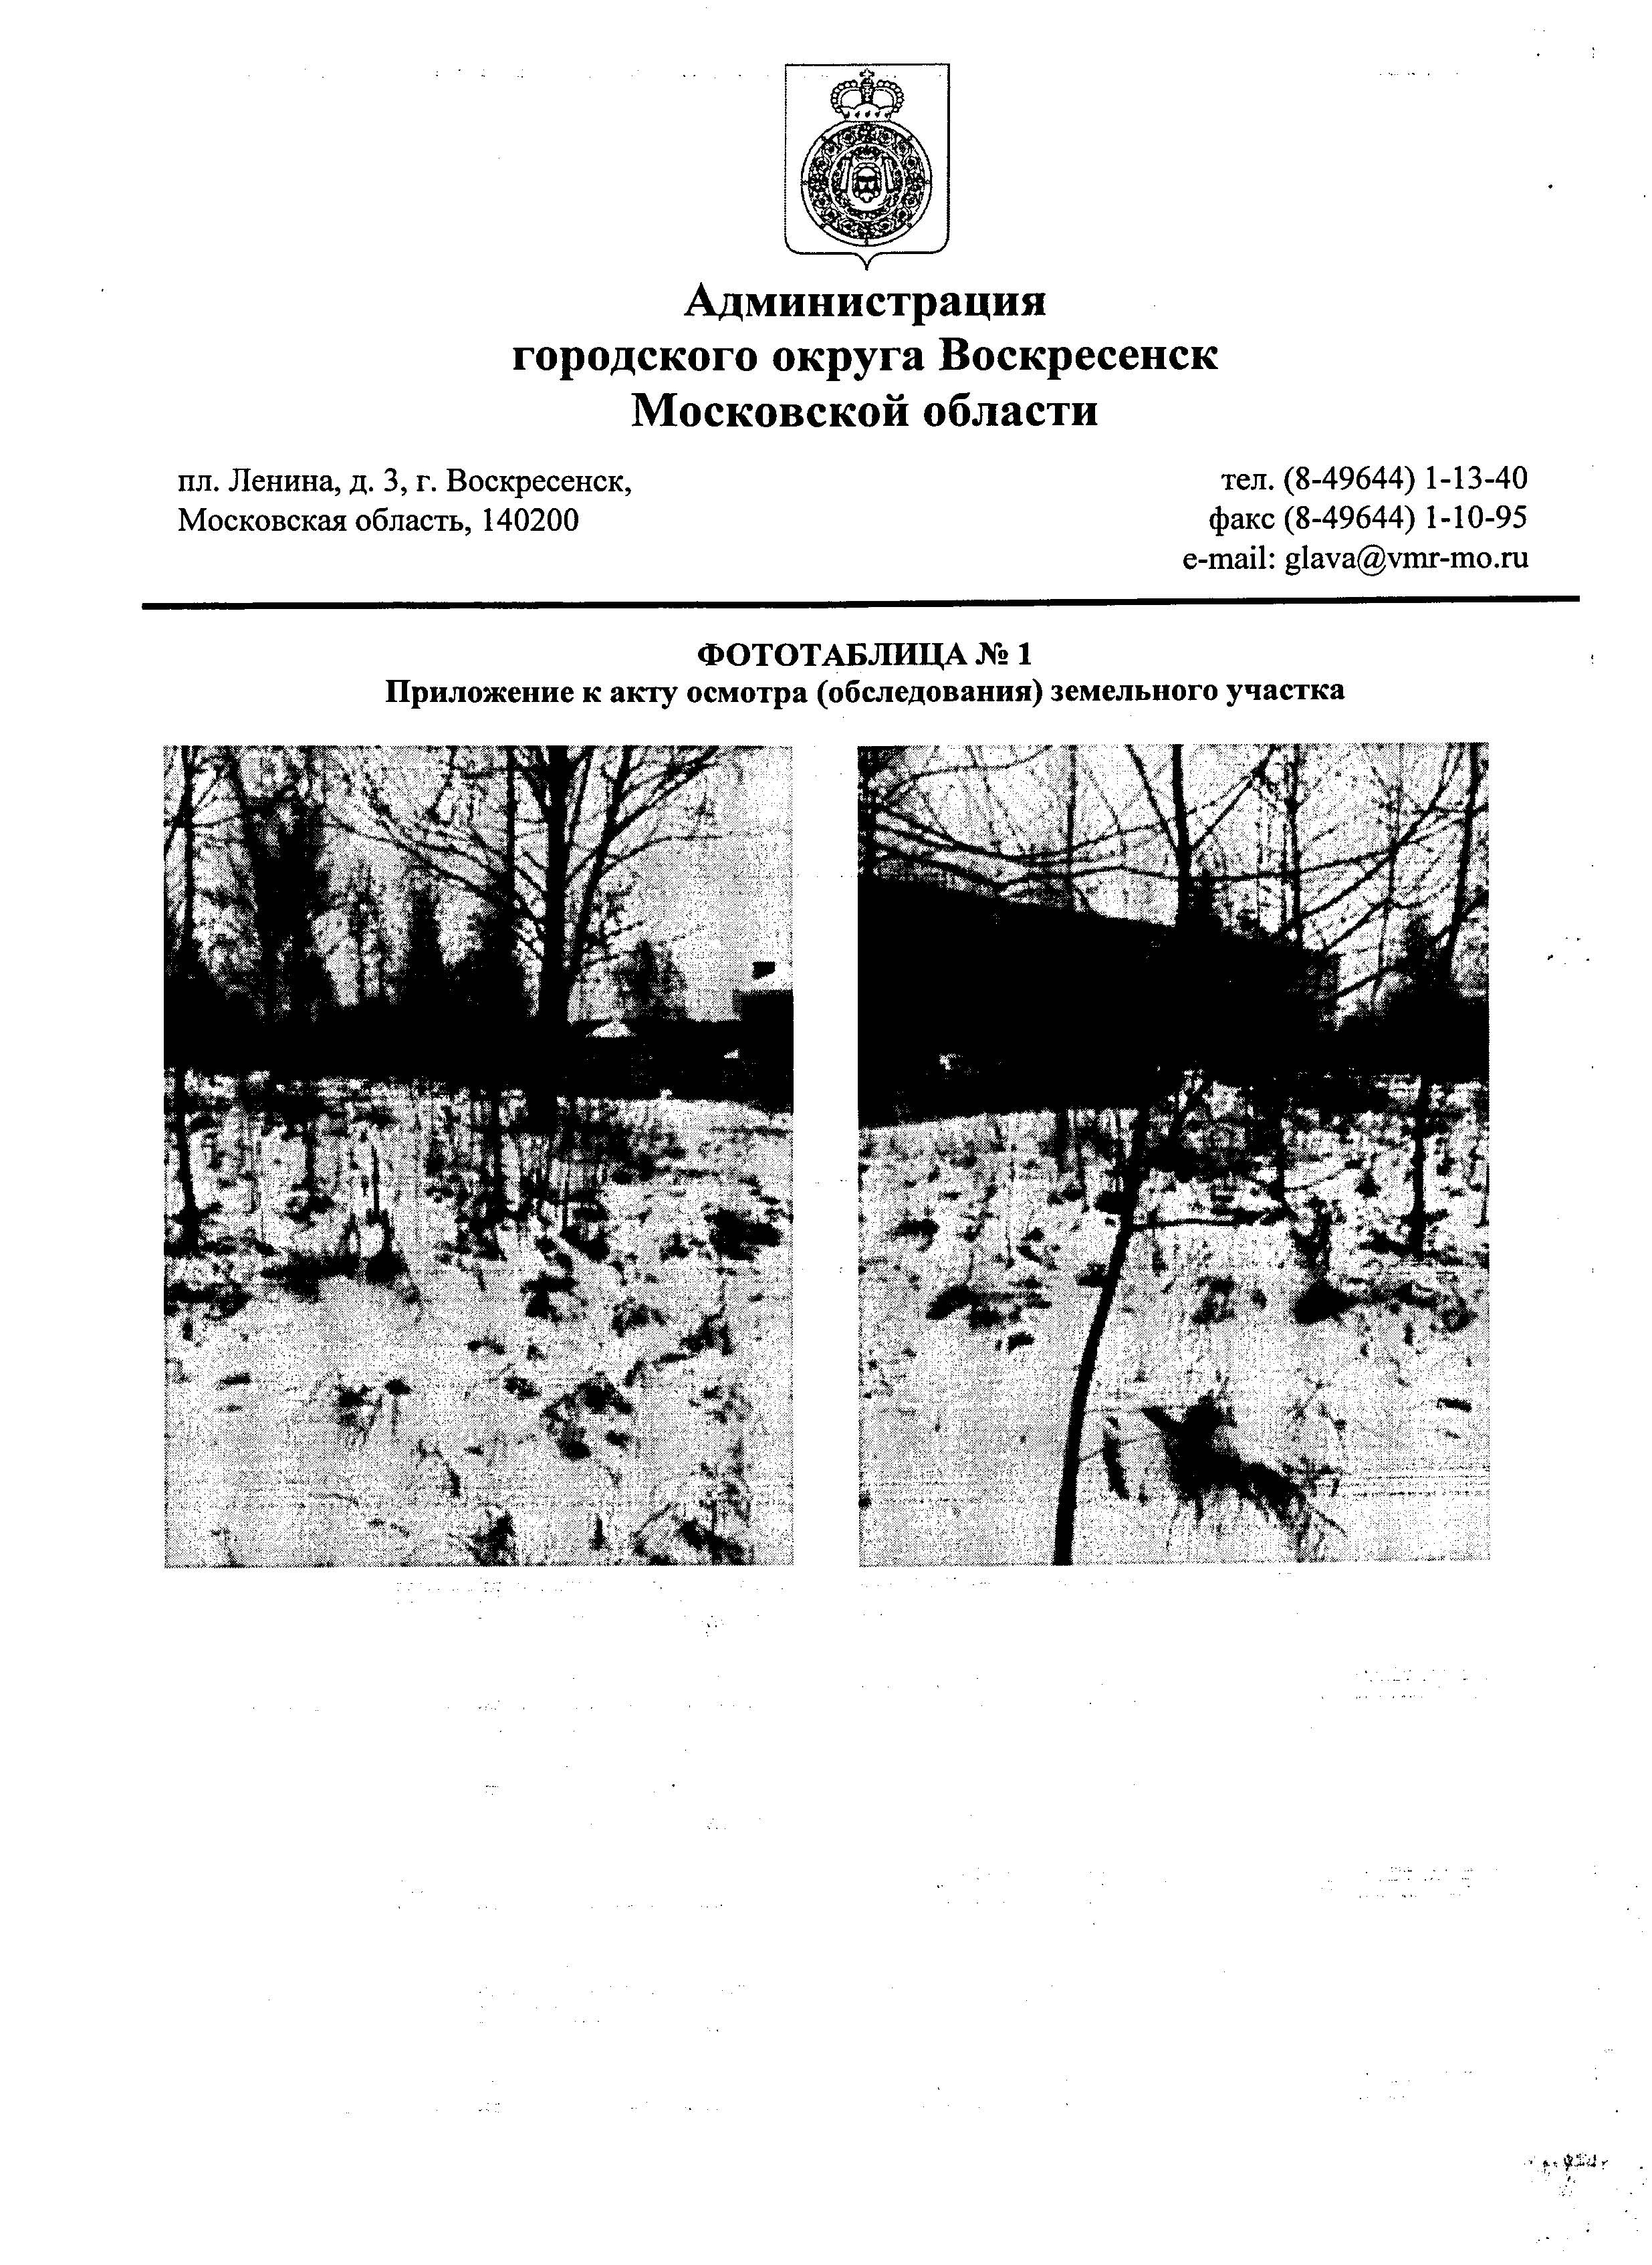 Администрация
городского округа Воскресенск
Московской области
пл. Ленина, д. 3, г. Воскресенск,
Московская область, 140200
тел. (8-49644) 1-13-40
факс (8-49644) 1-10-95
e-mail: glava@vmr-mo.ru
ФОТОТАБЛИЦА № 1
Приложение к акту осмотра (обследования) земельного участка